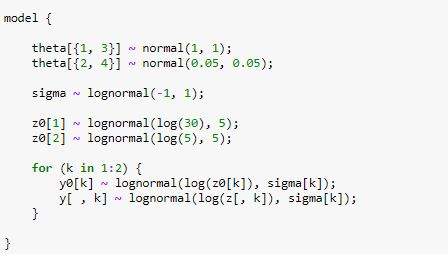 model {
theta[{1, 3}] ~ normal(1, 1);
theta[{2, 4}] ~ normal(0.05, 0.05);
sigma ~ lognormal(-1, 1);
z0[1] ~ lognormal(log(30), 5);
z0[2] ~ lognormal(log(5), 5);
for (k in 1:2) {
y0[k] ~ lognormal(log(z0[k]), sigma[k]);
y[ , k] ~ lognormal(log(z[, k]), sigma[k]);
}
}